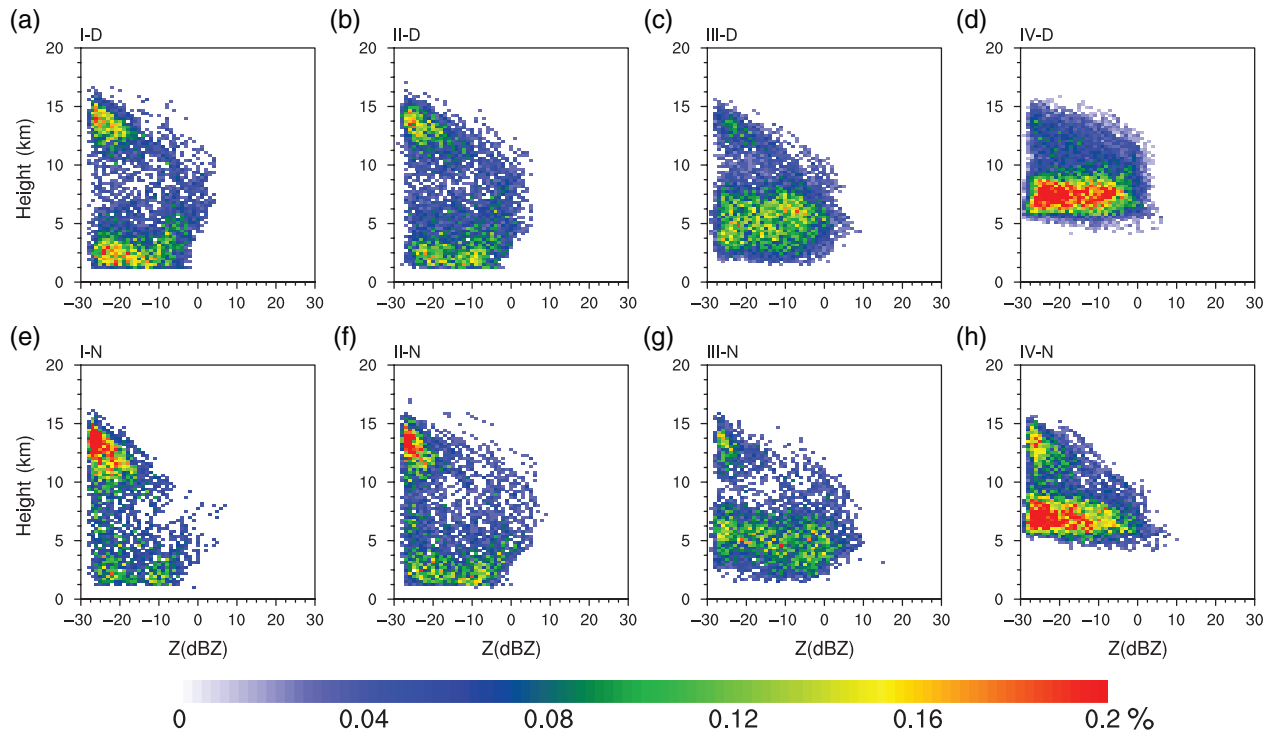 (a) (b) (c) (d)
I-D II-D III-D IV-D
20 20 20 20
15 15 15 15
10 10 10 10
5 5 5 5
0 0 0 0
Height (km)
−30 −20 −10 0 10 20 30 −30 −20 −10 0 10 20 30 −30 −20 −10 0 10 20 30 −30 −20 −10 0 10 20 30
(e) (f) (g) (h)
I-N II-N III-N IV-N
20 20 20 20
15 15 15 15
10 10 10 10
5 5 5 5
0 0 0 0
Height (km)
−30 −20 −10 0 10 20 30 −30 −20 −10 0 10 20 30 −30 −20 −10 0 10 20 30 −30 −20 −10 0 10 20 30
Z(dBZ) Z(dBZ) Z(dBZ) Z(dBZ)
0 0.04 0.08 0.12 0.16 0.2 %